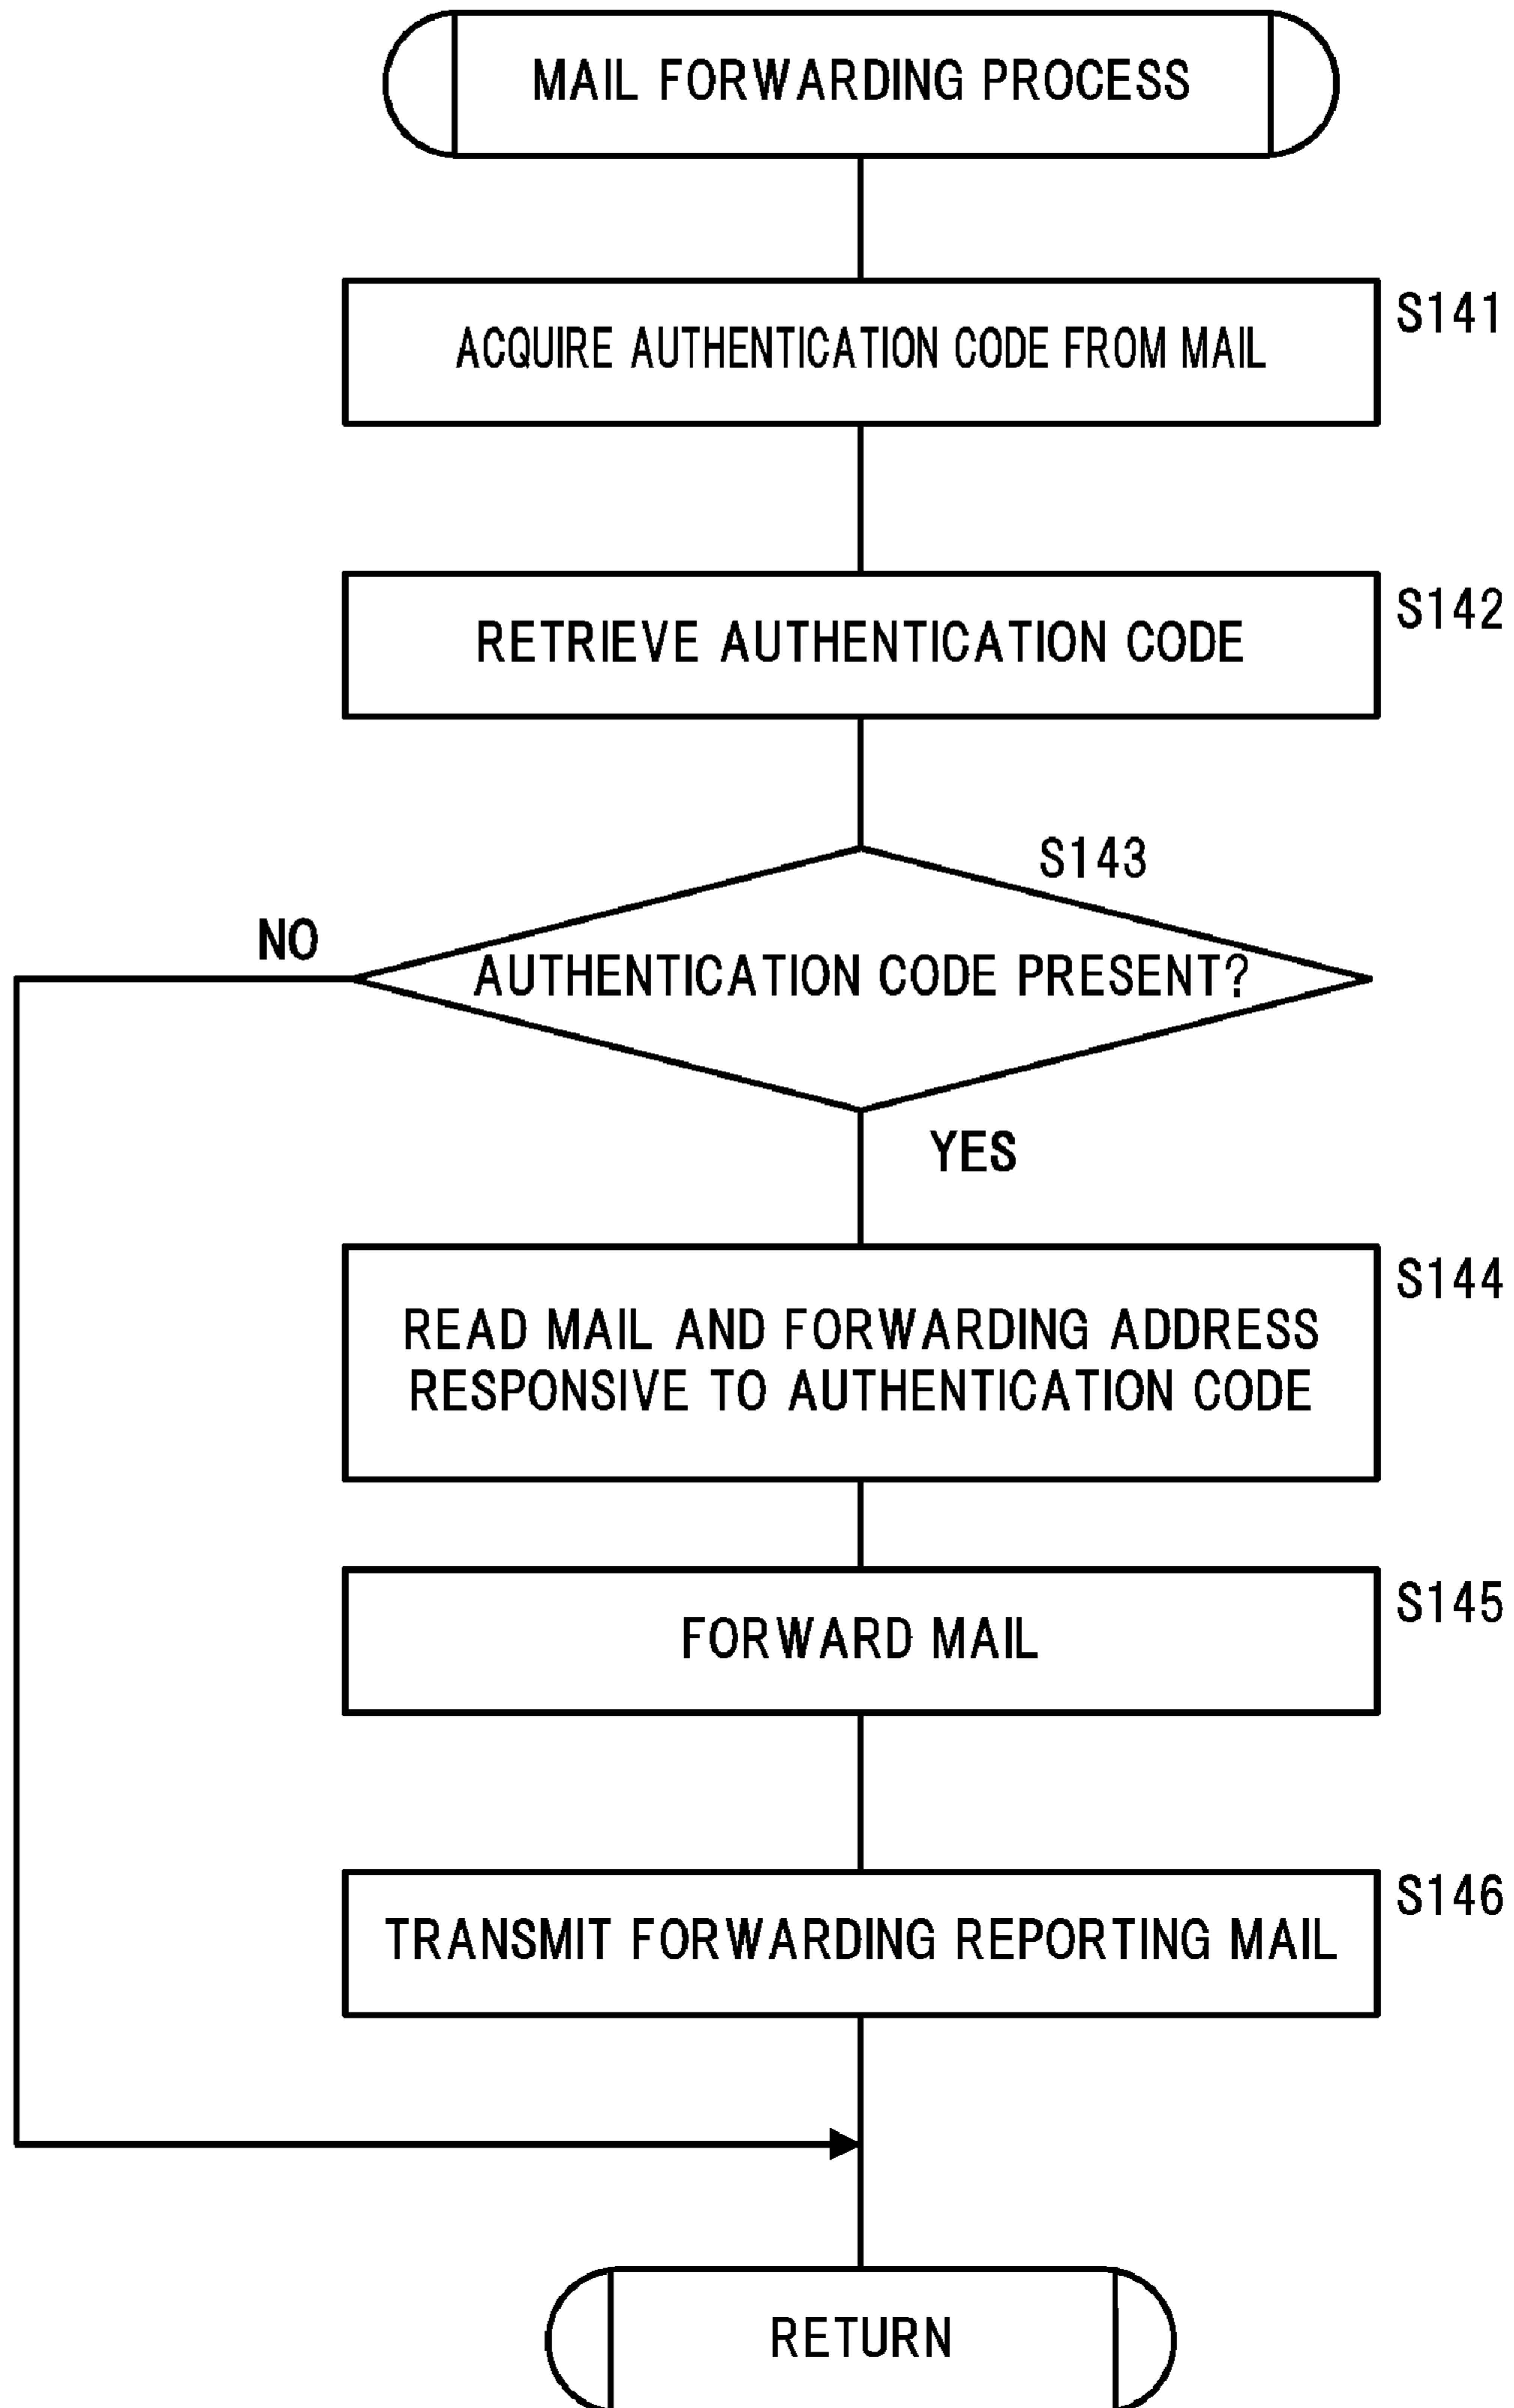 MAIL FORWARDING PROCESS
S141
ACQUIRE AUTHENTICATION CODE FROM MAIL
S142
RETRIEVE AUTHENTICATION CODE
S143
NO
AUTHENTICATION CODE PRESENT?
YES
S144
READ MAIL AND FORWARDING ADDRESS
RESPONSIVE TO AUTHENTICATION CODE
S145
FORWARD MAIL
S146
TRANSMIT FORWARDING REPORTING MAIL
RETURN